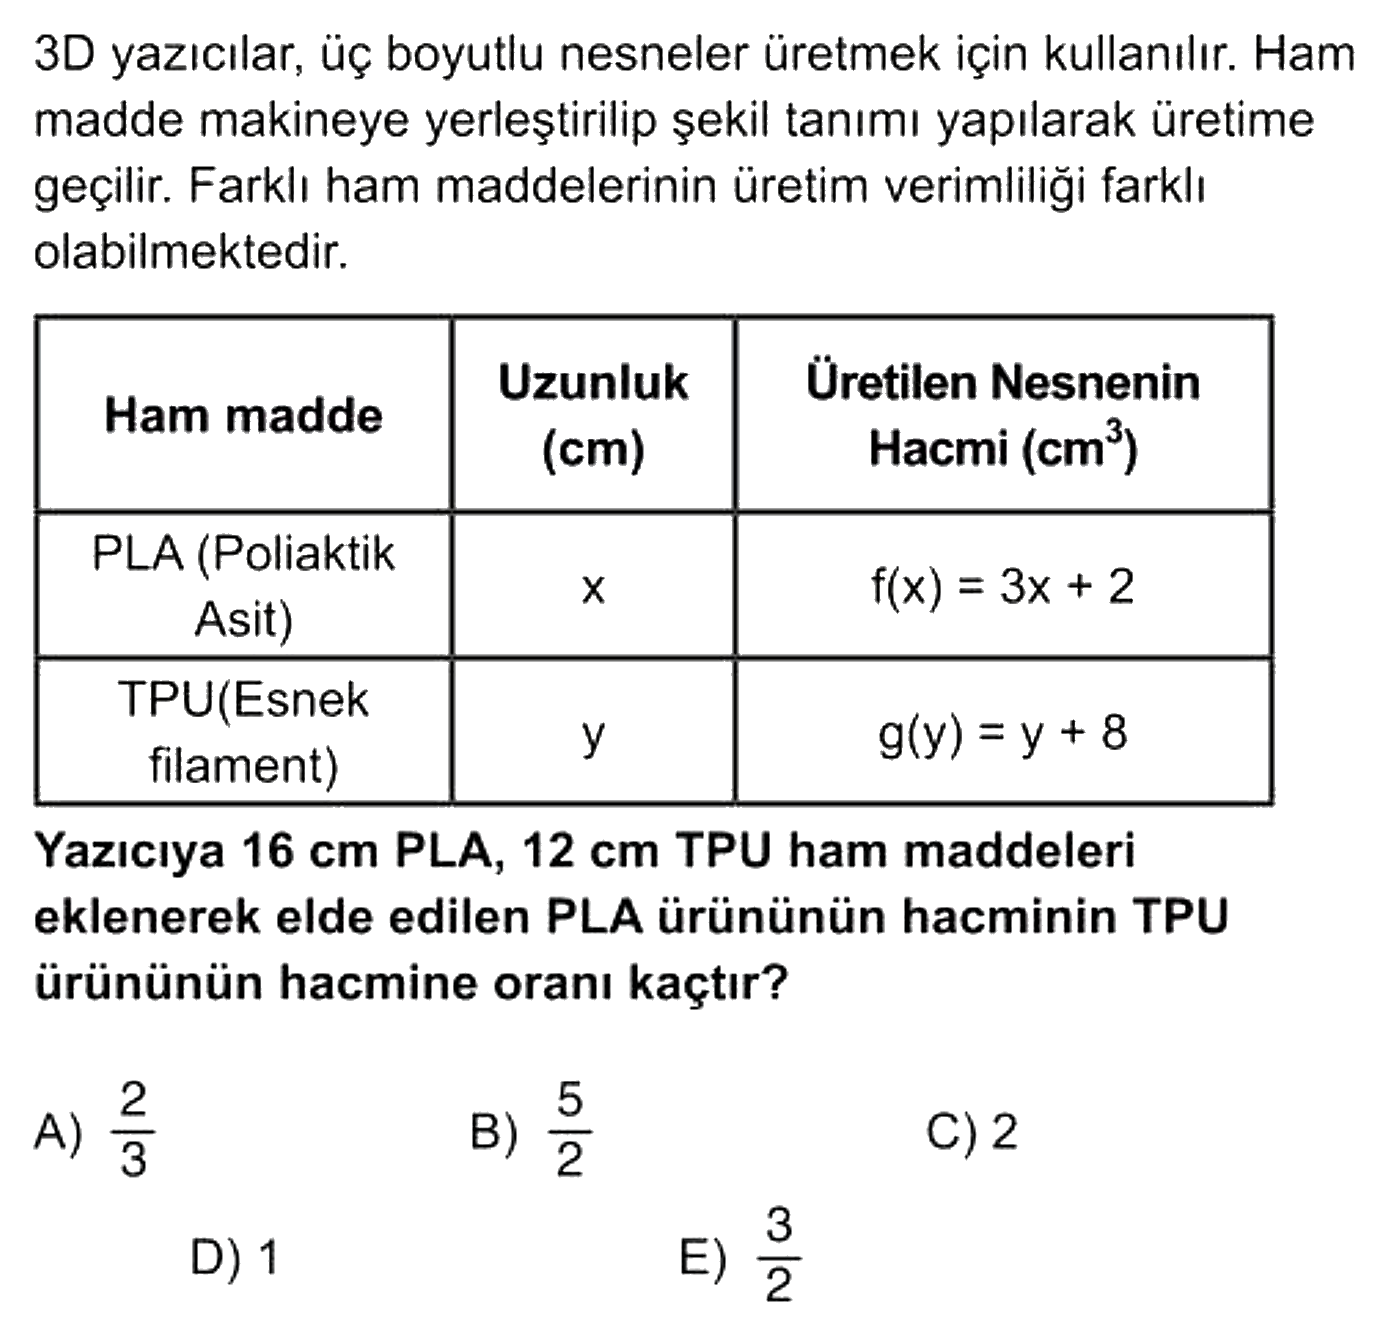 3D yazıcılar, üç boyutlu nesneler üretmek için kullanılır. Ham
madde makineye yerleştirilip şekil tanımı yapılarak üretime
geçilir. Farklı ham maddelerinin üretim verimliliği farklı
olabilmektedir.
Ham madde
Uzunluk
(cm)
Üretilen Nesnenin
Hacmi (cm³)
PLA (Poliaktik
Asit)
x
f(x) = 3x + 2
TPU(Esnek
filament)
y
g(y) = y + 8
Yazıcıya 16 cm PLA, 12 cm TPU ham maddeleri
eklenerek elde edilen PLA ürününün hacminin TPU
ürününün hacmine oranı kaçtır?
A) 2/3 B) 5/2 C) 2
D) 1 E) 3/2